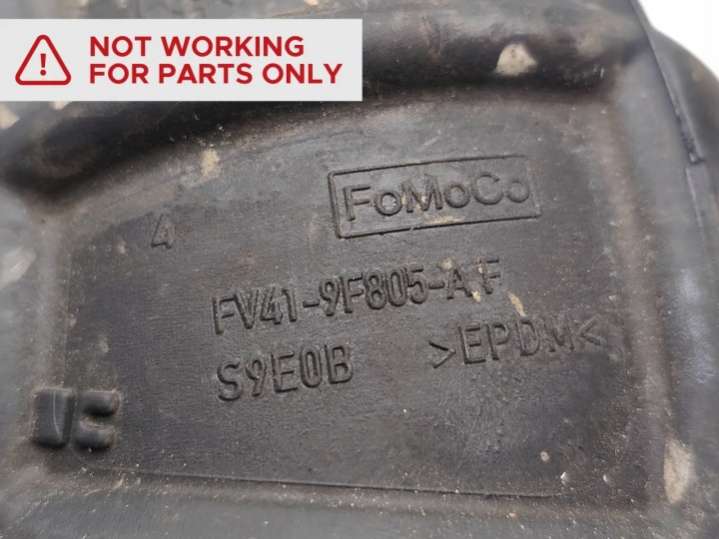 NOT WORKING
FOR PARTS ONLY
FoMoCo
4
FV41-9F805-AF
S9E0B >EPDM<